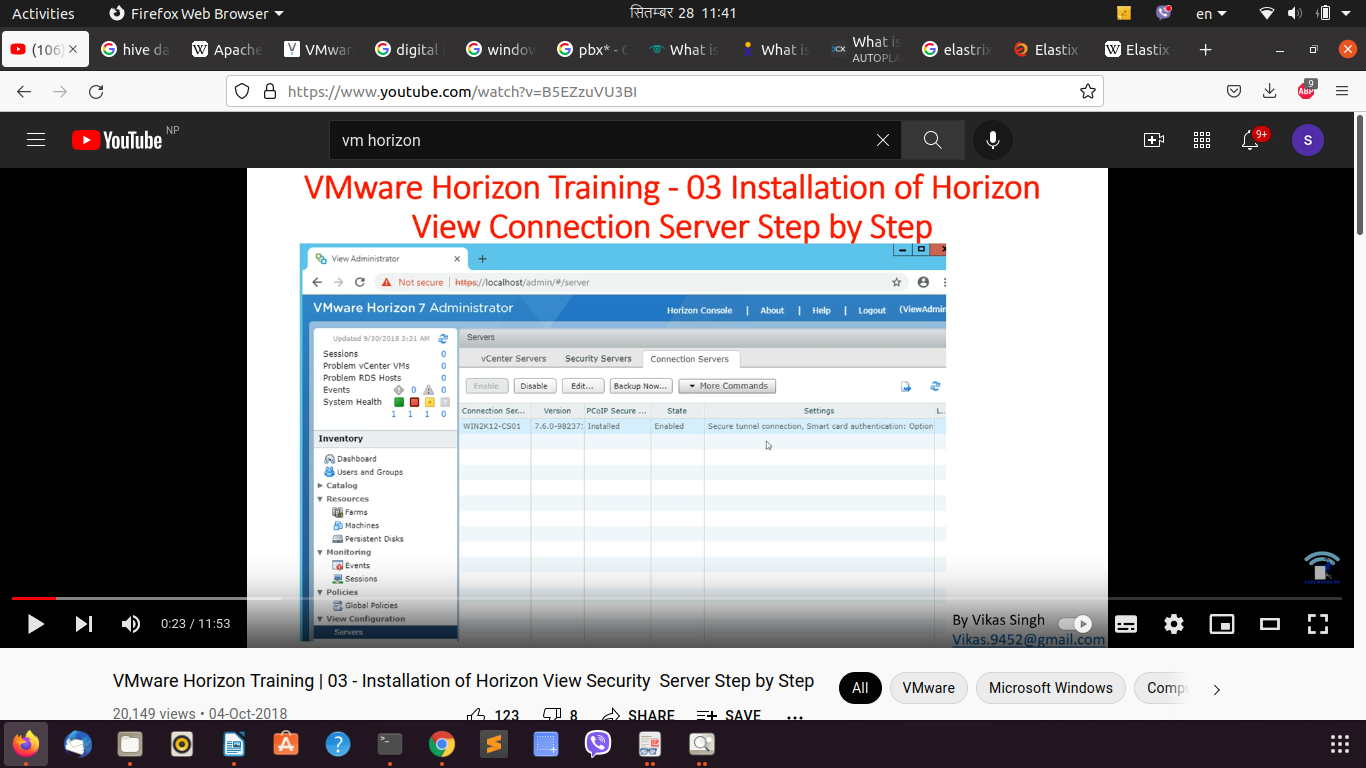 Activities Firefox Web Browser सितम्बर 28 11:41 en
(106) hive da Apache VMwar digital windov pbx* - G What is What is What is elastrix Elastix Elastix
AUTOPLA
https://www.youtube.com/watch?v=B5EZzuVU3BI ABP 9
YouTube NP vm horizon 9+ S
VMware Horizon Training - 03 Installation of Horizon
View Connection Server Step by Step
View Administrator
Not secure https://localhost/admin/#/server
VMware Horizon 7 Administrator Horizon Console | About | Help | Logout (ViewAdmin
Updated 9/30/2018 3:31 AM Servers
Sessions 0
Problem vCenter VMs 0 vCenter Servers Security Servers Connection Servers
Problem RDS Hosts 0
Events 0 0 Enable Disable Edit... Backup Now... More Commands
System Health
1 1 1 0 Connection Ser... Version PCoIP Secure ... State Settings L..
WIN2K12-CS01 7.6.0-98237: Installed Enabled Secure tunnel connection, Smart card authentication: Option
Inventory
Dashboard
Users and Groups
Catalog
Resources
Farms
Machines
Persistent Disks
Monitoring
Events
Sessions
Policies
Global Policies
View Configuration
Servers
0:23 / 11:53 By Vikas Singh
Vikas.9452@gmail.com
VMware Horizon Training | 03 - Installation of Horizon View Security Server Step by Step All VMware Microsoft Windows Compu
20,149 views • 04-Oct-2018 123 8 SHARE SAVE ...